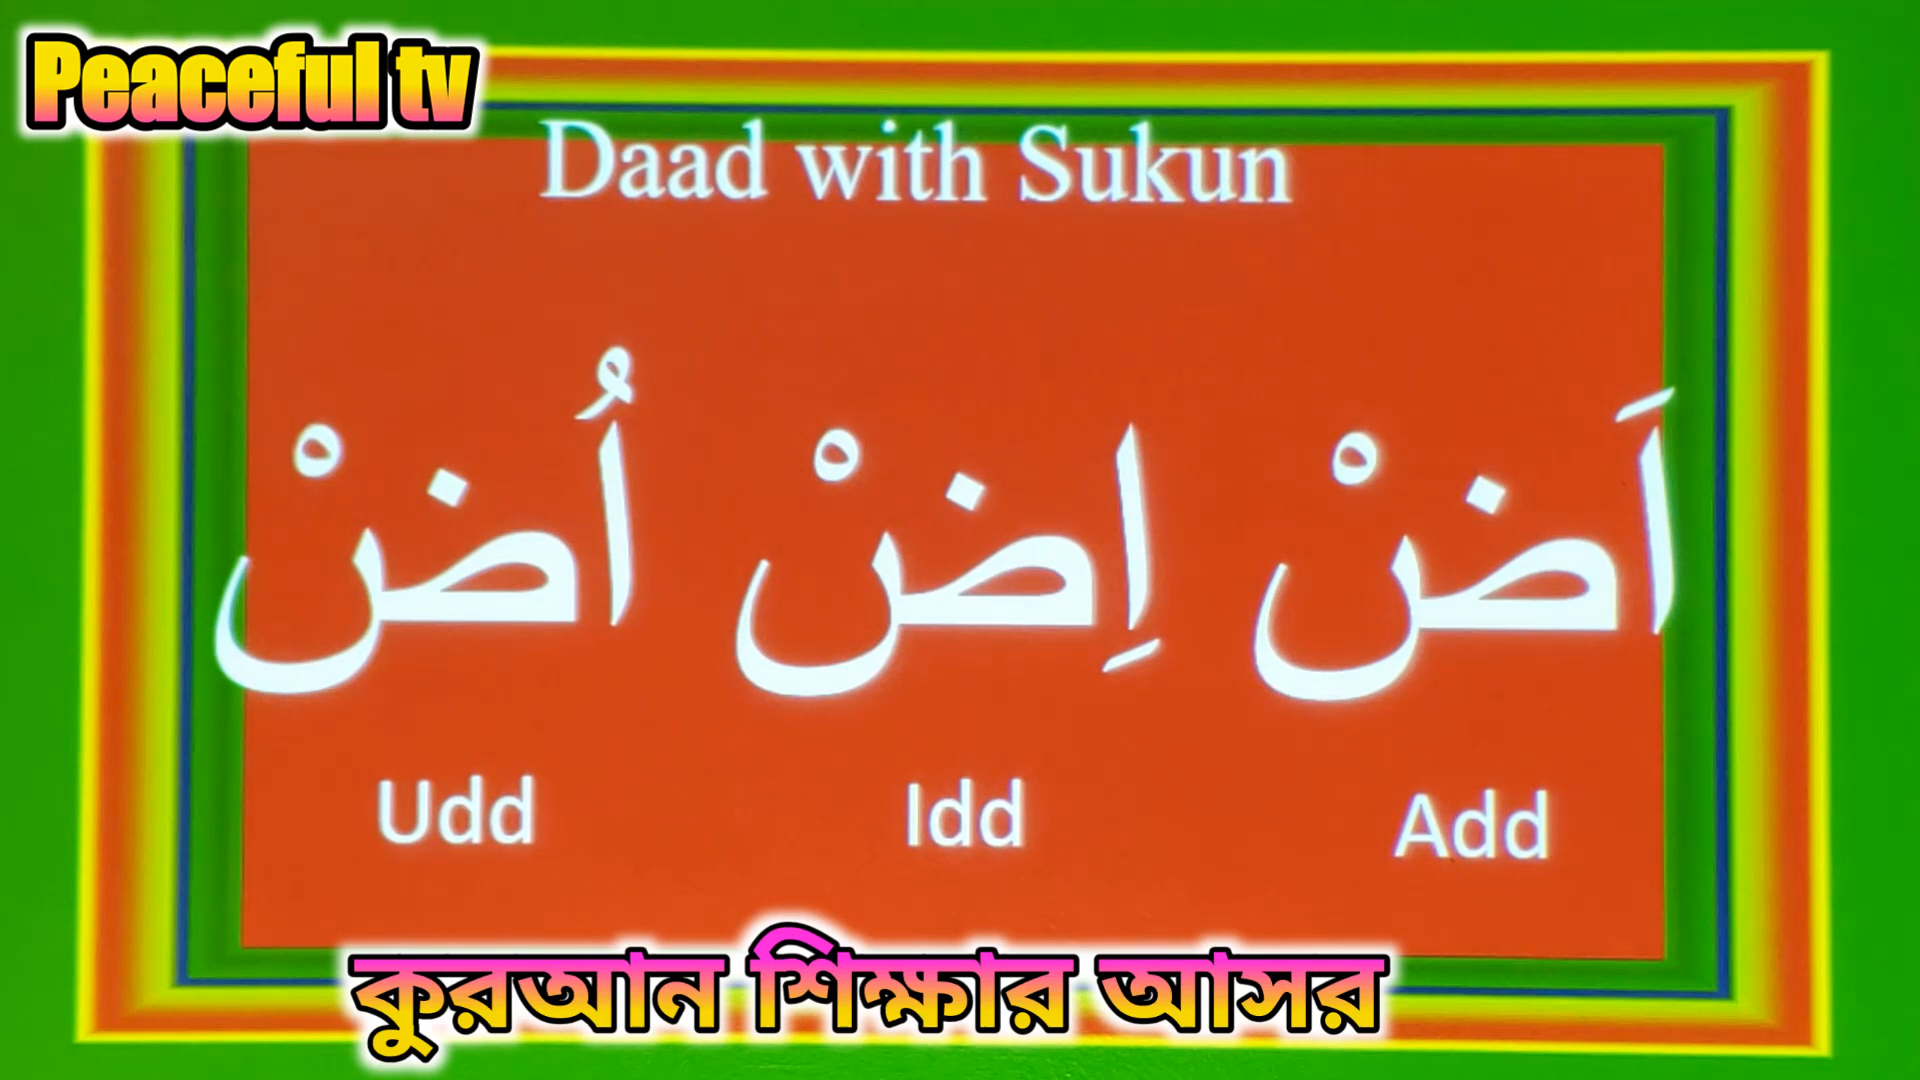 Peaceful tv
Daad with Sukun
اَضْ اِضْ اُضْ
Udd Idd Add
কুরআন শিক্ষার আসর